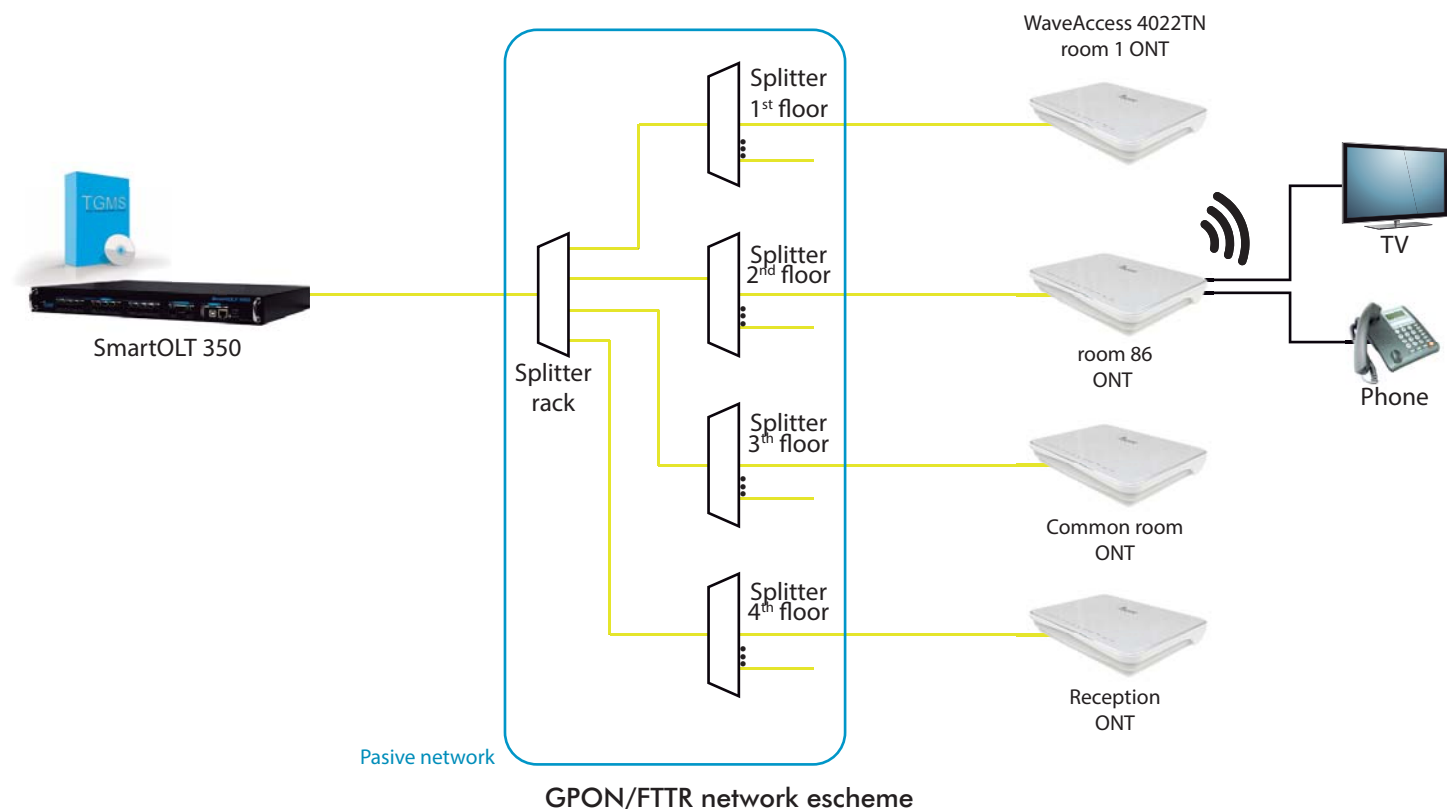 WaveAccess 4022TN
room 1 ONT
Splitter
1st floor
TGMS
SmartOLT 350
Splitter
rack
Splitter
2nd floor
room 86
ONT
TV
Phone
Splitter
3th floor
Common room
ONT
Splitter
4th floor
Reception
ONT
Pasive network
GPON/FTTR network escheme